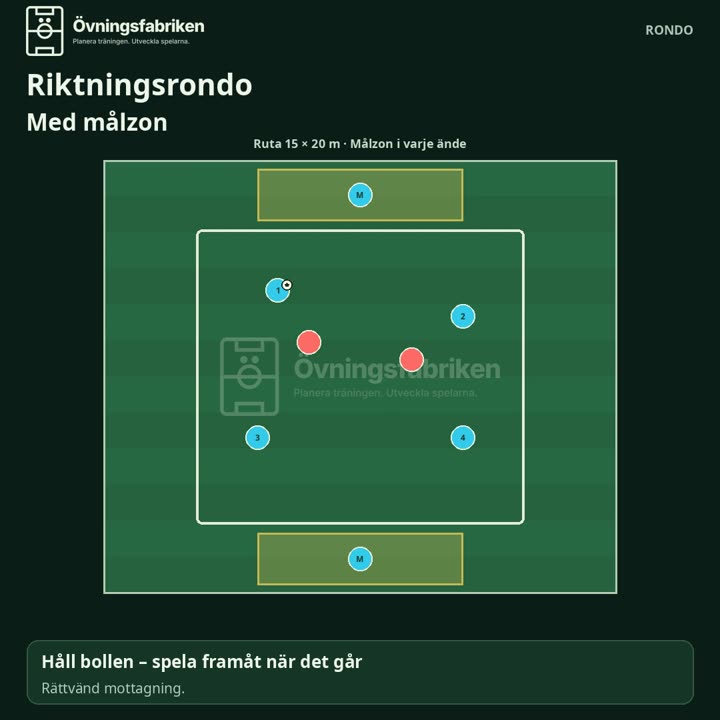 Övningsfabriken
Planera träningen. Utveckla spelarna.
RONDO
Riktningsrondo
Med målzon
Ruta 15 × 20 m · Målzon i varje ände
M
1
2
Övningsfabriken
Planera träningen. Utveckla spelarna.
3
4
M
Håll bollen – spela framåt när det går
Rättvänd mottagning.